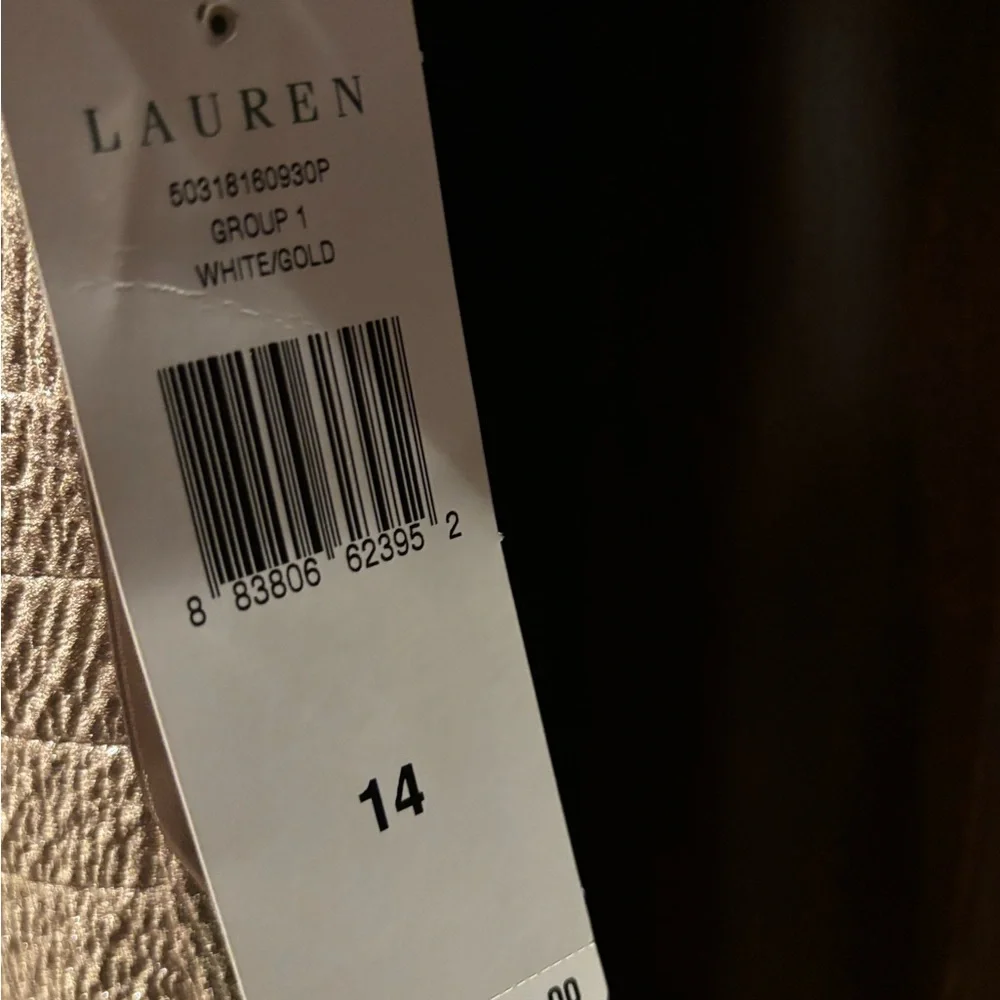 LAUREN
50318160930P
GROUP 1
WHITE/GOLD
8 83806 62395 2
14